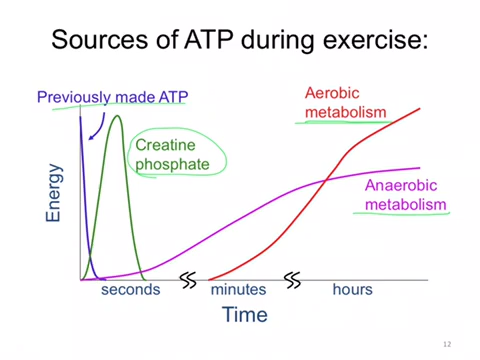 Sources of ATP during exercise:
Previously made ATP
Aerobic
metabolism
Creatine
phosphate
Anaerobic
metabolism
Energy
seconds
minutes
hours
Time
12